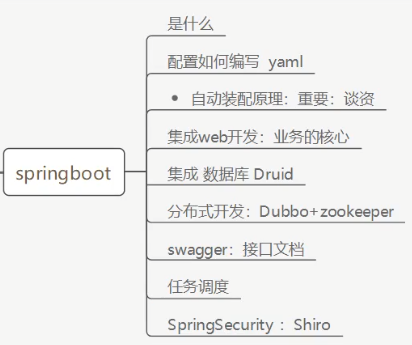 springboot
是什么
配置如何编写 yaml
• 自动装配原理：重要：谈资
集成web开发：业务的核心
集成 数据库 Druid
分布式开发：Dubbo+zookeeper
swagger：接口文档
任务调度
SpringSecurity ：Shiro